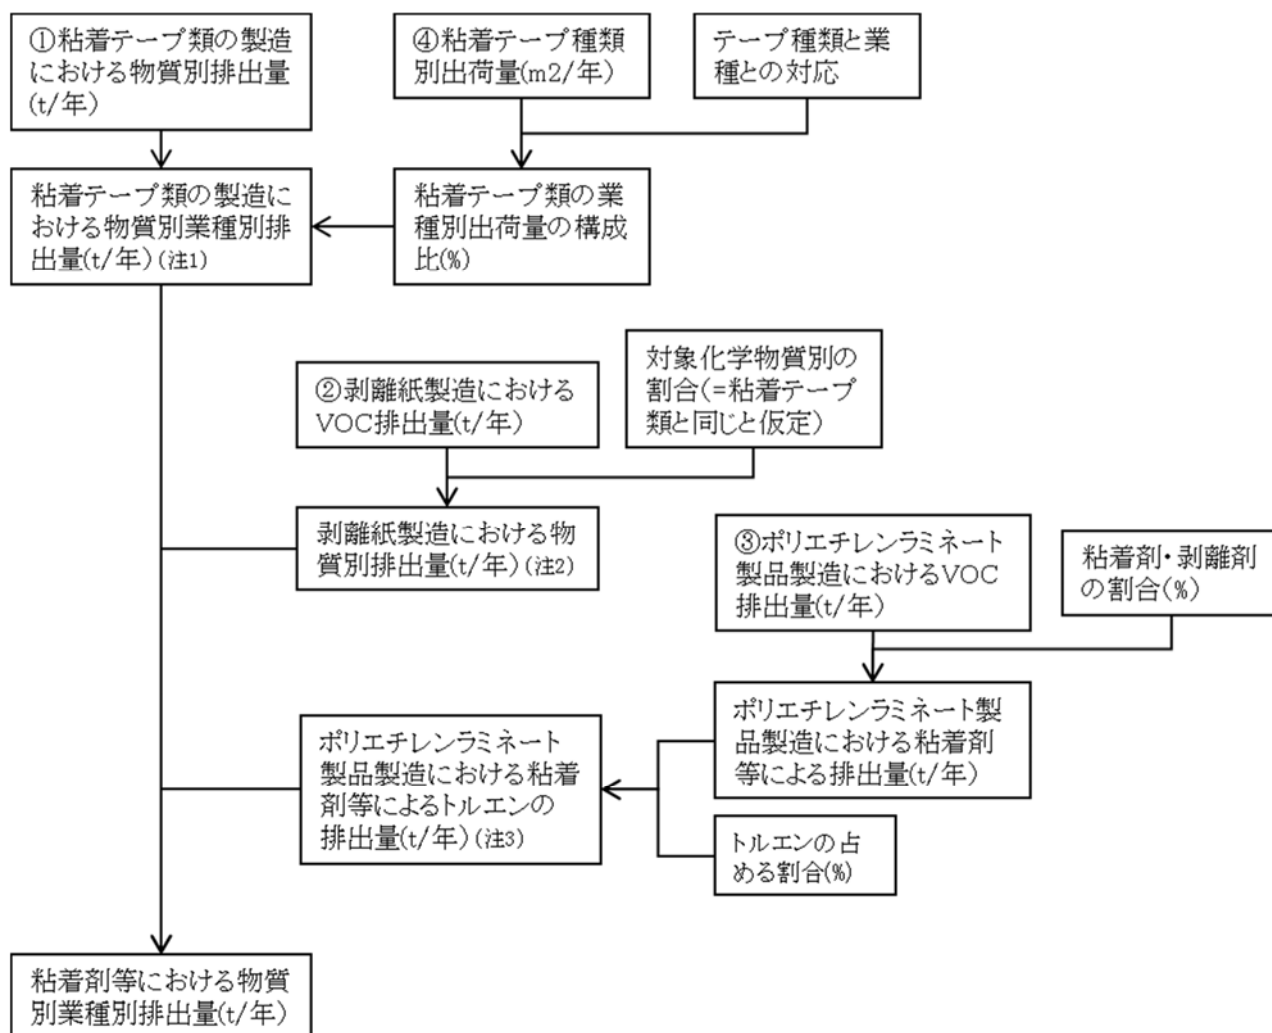 ①粘着テープ類の製造
における物質別排出量
(t/年)
④粘着テープ種類
別出荷量(m2/年)
テープ種類と業
種との対応
粘着テープ類の製造に
おける物質別業種別排
出量(t/年)(注1)
粘着テープ類の業
種別出荷量の構成
比(%)
②剥離紙製造における
VOC排出量(t/年)
対象化学物質別の
割合(=粘着テープ
類と同じと仮定)
剥離紙製造における物
質別排出量(t/年)(注2)
③ポリエチレンラミネート
製品製造におけるVOC
排出量(t/年)
粘着剤・剥離剤
の割合(%)
ポリエチレンラミネート製
品製造における粘着剤
等による排出量(t/年)
ポリエチレンラミネート
製品製造における粘着
剤等によるトルエンの
排出量(t/年)(注3)
トルエンの占
める割合(%)
粘着剤等における物質
別業種別排出量(t/年)